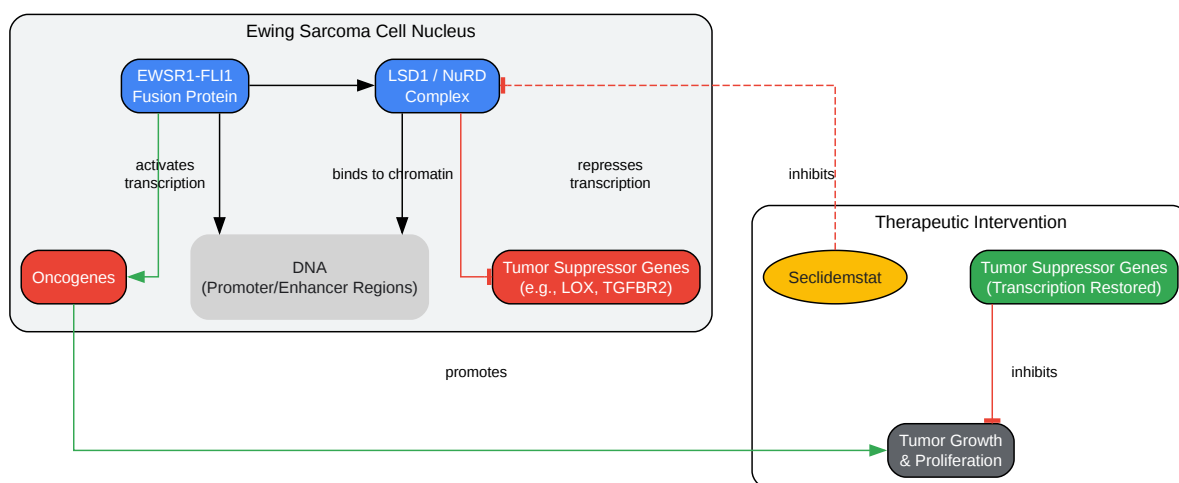 Ewing Sarcoma Cell Nucleus
EWSR1-FLI1
Fusion Protein
LSD1 / NuRD
Complex
activates
transcription
binds to chromatin
represses
transcription
inhibits
Oncogenes
DNA
(Promoter/Enhancer Regions)
Tumor Suppressor Genes
(e.g., LOX, TGFBR2)
Therapeutic Intervention
Seclidemstat
Tumor Suppressor Genes
(Transcription Restored)
promotes
inhibits
Tumor Growth
& Proliferation